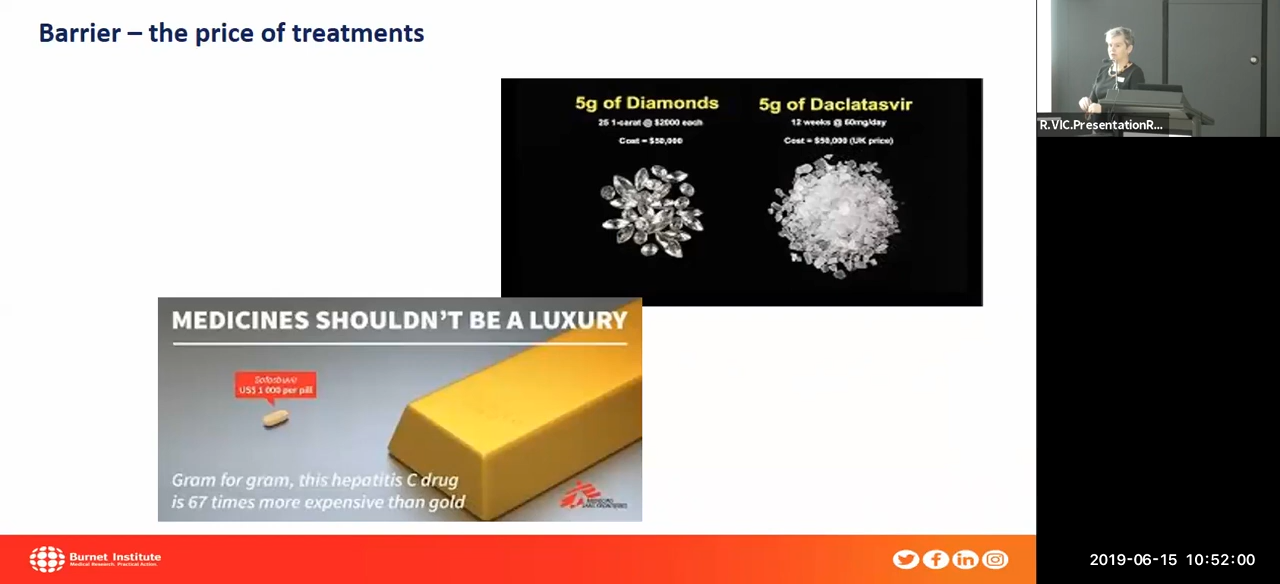 Barrier – the price of treatments
5g of Diamonds
25 1-carat @ $2000 each
Cost = $50,000
5g of Daclatasvir
12 weeks @ 60mg/day
Cost = $50,000 (UK price)
MEDICINES SHOULDN'T BE A LUXURY
US$ 1 000 per pill
Gram for gram, this hepatitis C drug
is 67 times more expensive than gold
Burnet Institute
Medical Research. Practical Action.
R.VIC.PresentationR...
2019-06-15 10:52:00